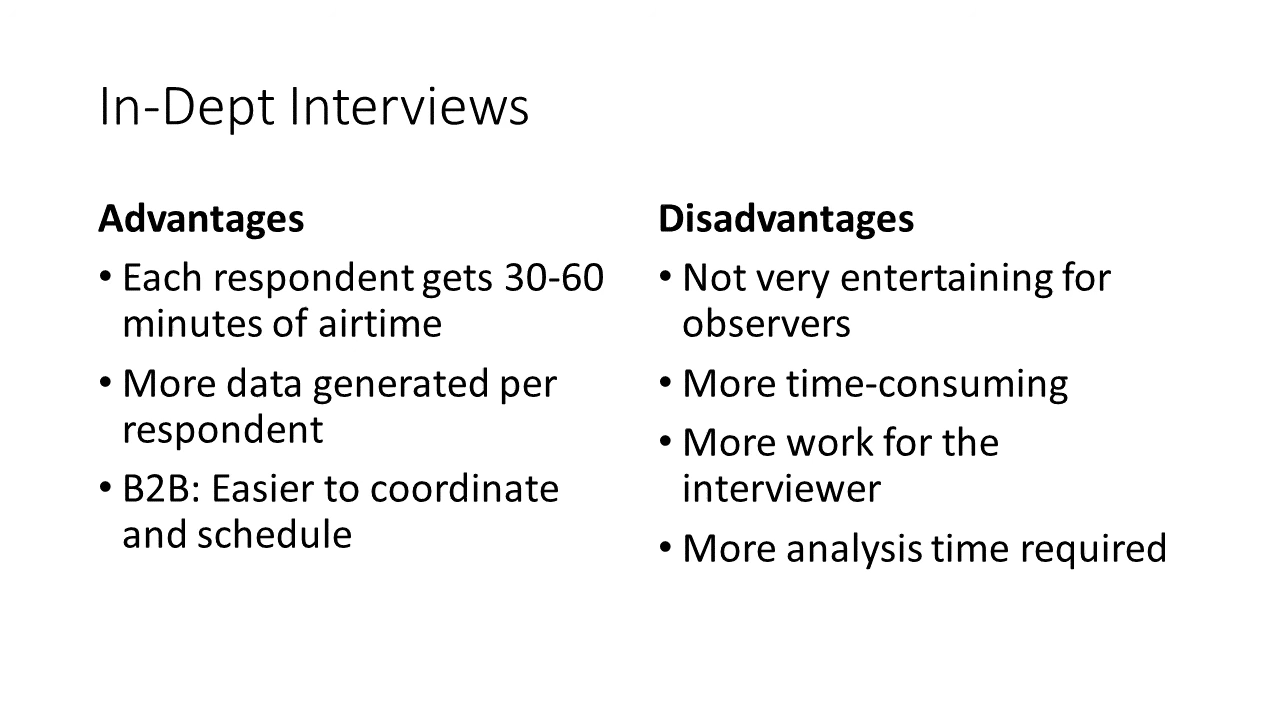 In-Dept Interviews
Advantages
• Each respondent gets 30-60
minutes of airtime
• More data generated per
respondent
• B2B: Easier to coordinate
and schedule
Disadvantages
• Not very entertaining for
observers
• More time-consuming
• More work for the
interviewer
• More analysis time required